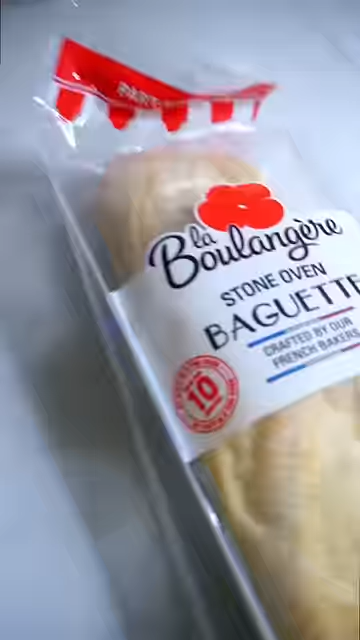 la
Boulangère
STONE OVEN
BAGUETTE
CRAFTED BY OUR
FRENCH BAKERS
10